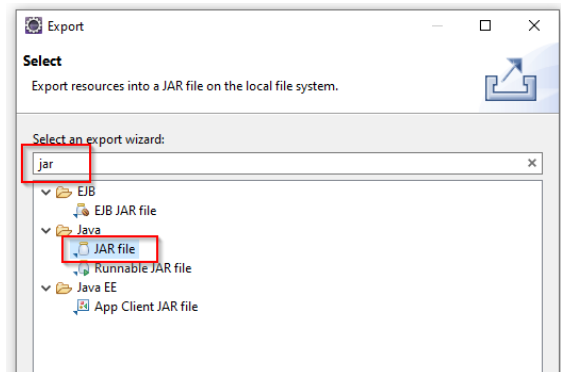 Export
Select
Export resources into a JAR file on the local file system.
Select an export wizard:
jar
EJB
EJB JAR file
Java
JAR file
Runnable JAR file
Java EE
App Client JAR file